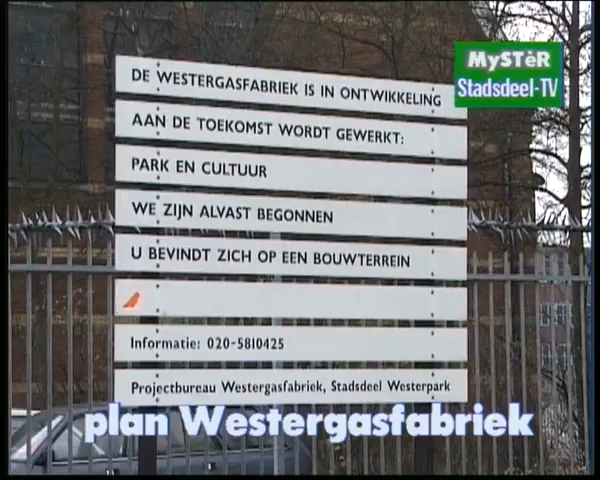 MySTèR
Stadsdeel-TV
DE WESTERGASFABRIEK IS IN ONTWIKKELING
AAN DE TOEKOMST WORDT GEWERKT:
PARK EN CULTUUR
WE ZIJN ALVAST BEGONNEN
U BEVINDT ZICH OP EEN BOUWTERREIN
Informatie: 020-5810425
Projectbureau Westergasfabriek, Stadsdeel Westerpark
plan Westergasfabriek